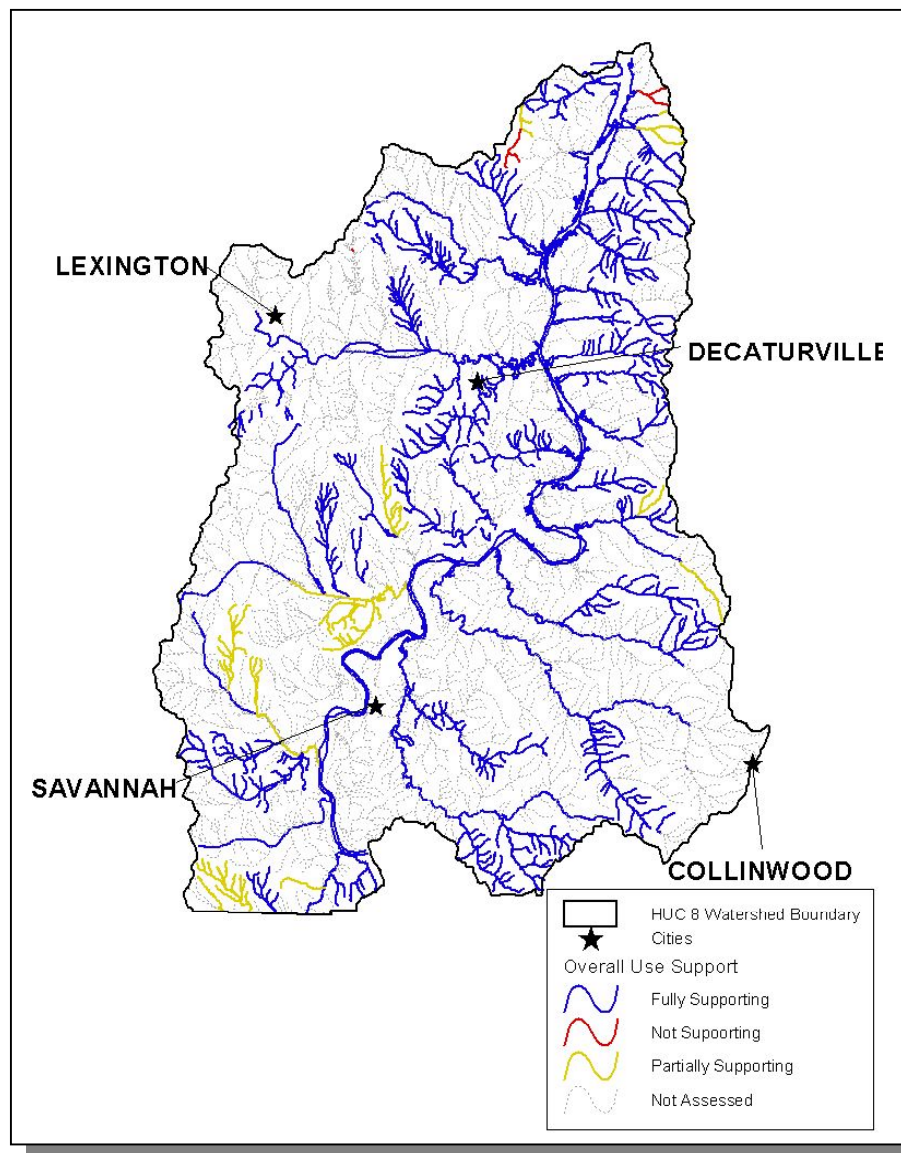 LEXINGTON
DECATURVILLE
SAVANNAH
COLLINWOOD
HUC 8 Watershed Boundary
Cities
Overall Use Support
Fully Supporting
Not Supporting
Partially Supporting
Not Assessed